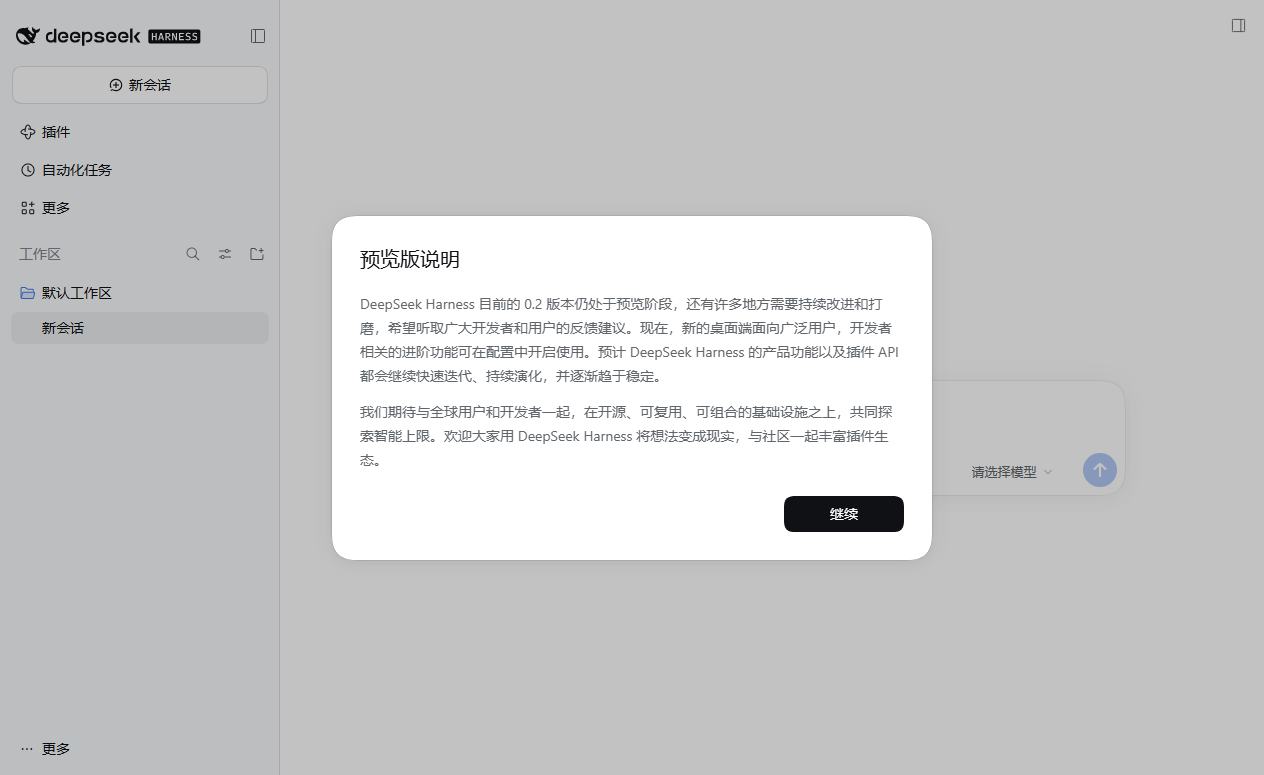 deepseek HARNESS
新会话
插件
自动化任务
更多
工作区
默认工作区
新会话
预览版说明
DeepSeek Harness 目前的 0.2 版本仍处于预览阶段，还有许多地方需要持续改进和打
磨，希望听取广大开发者和用户的反馈建议。现在，新的桌面端面向广泛用户，开发者
相关的进阶功能可在配置中开启使用。预计 DeepSeek Harness 的产品功能以及插件 API
都会继续快速迭代、持续演化，并逐渐趋于稳定。
我们期待与全球用户和开发者一起，在开源、可复用、可组合的基础设施之上，共同探
索智能上限。欢迎大家用 DeepSeek Harness 将想法变成现实，与社区一起丰富插件生
态。
请选择模型
继续
更多